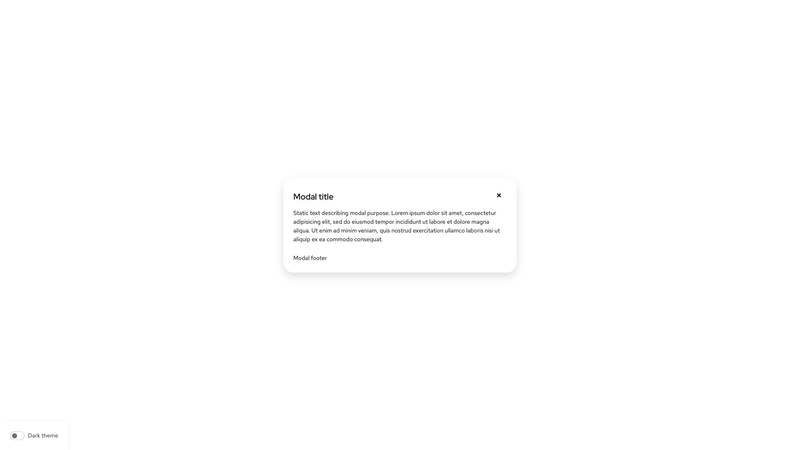 Modal title
Static text describing modal purpose. Lorem ipsum dolor sit amet, consectetur
adipisicing elit, sed do eiusmod tempor incididunt ut labore et dolore magna
aliqua. Ut enim ad minim veniam, quis nostrud exercitation ullamco laboris nisi ut
aliquip ex ea commodo consequat.
Modal footer
Dark theme